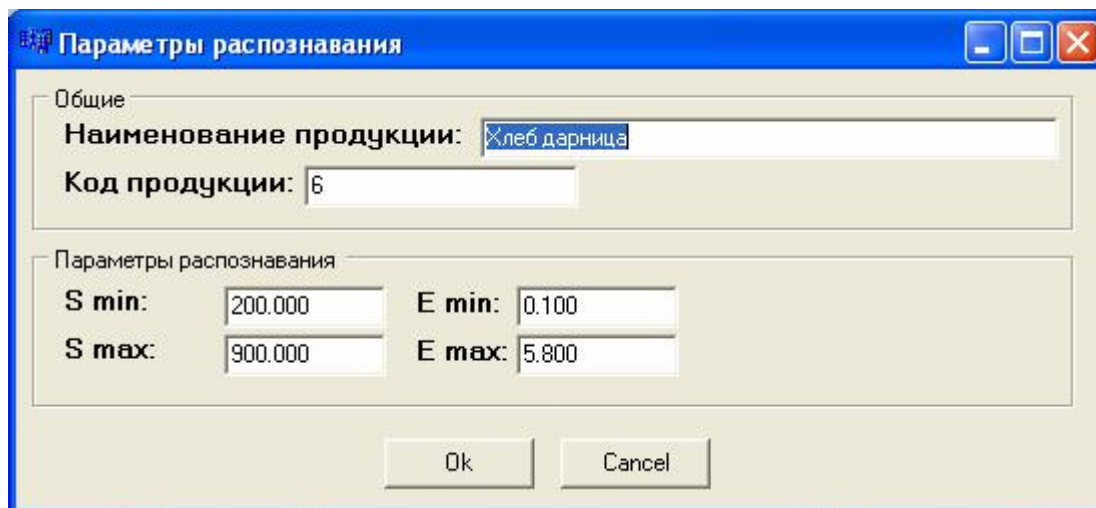 Параметры распознавания
Общие
Наименование продукции: Хлеб дарница
Код продукции: 6
Параметры распознавания
S min: 200.000 E min: 0.100
S max: 900.000 E max: 5.800
Ok Cancel